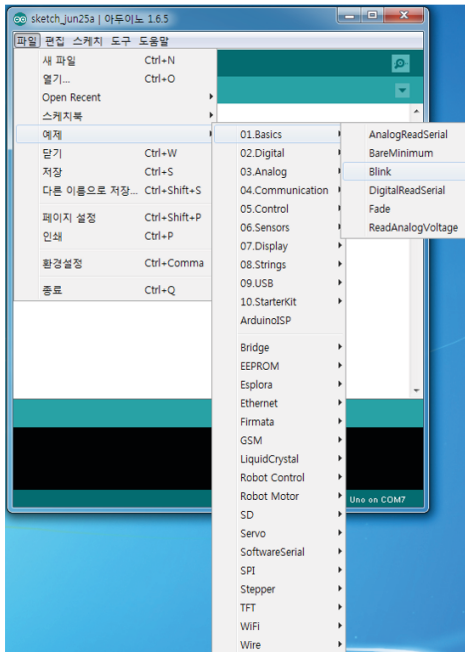 sketch_jun25a | 아두이노 1.6.5
파일 편집 스케치 도구 도움말
새 파일 Ctrl+N
열기... Ctrl+O
Open Recent
스케치북
예제
닫기 Ctrl+W
저장 Ctrl+S
다른 이름으로 저장... Ctrl+Shift+S
페이지 설정 Ctrl+Shift+P
인쇄 Ctrl+P
환경설정 Ctrl+Comma
종료 Ctrl+Q
01.Basics
02.Digital
03.Analog
04.Communication
05.Control
06.Sensors
07.Display
08.Strings
09.USB
10.StarterKit
ArduinoISP
Bridge
EEPROM
Esplora
Ethernet
Firmata
GSM
LiquidCrystal
Robot Control
Robot Motor
SD
Servo
SoftwareSerial
SPI
Stepper
TFT
WiFi
Wire
AnalogReadSerial
BareMinimum
Blink
DigitalReadSerial
Fade
ReadAnalogVoltage
Uno on COM7